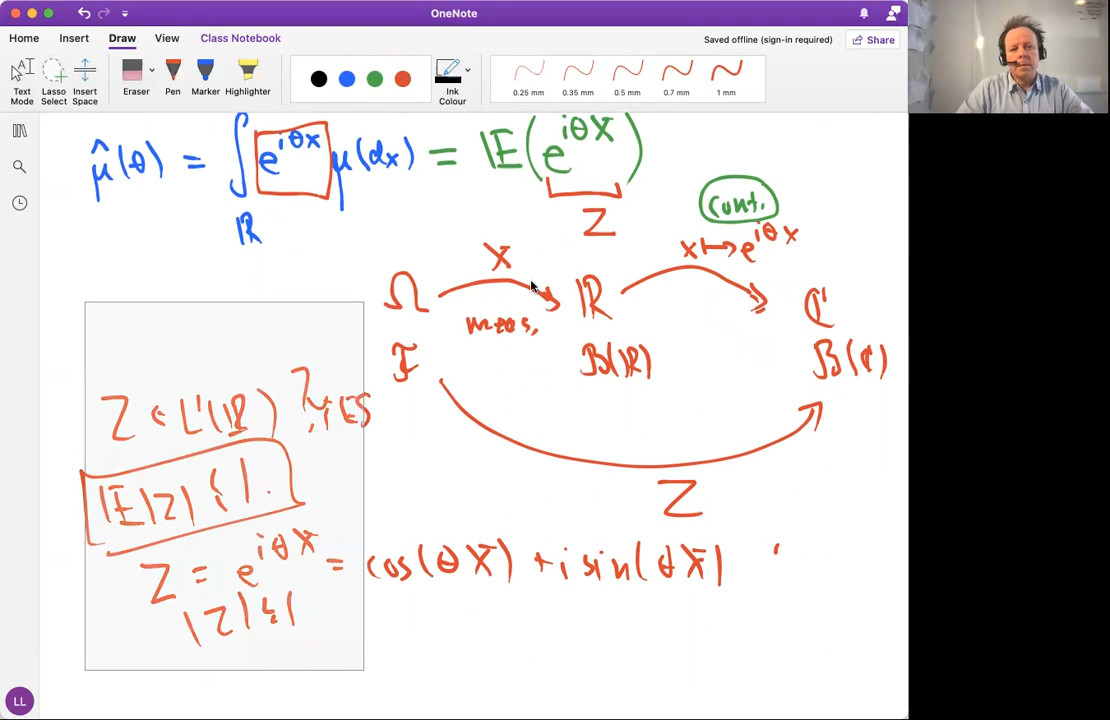 OneNote
Home Insert Draw View Class Notebook
Saved offline (sign-in required) Share
Text Mode Lasso Select Insert Space Eraser Pen Marker Highlighter Ink Colour 0.25 mm 0.35 mm 0.5 mm 0.7 mm 1 mm
μ̂(θ) = ∫ e^{iθx} μ(dx) = IE(e^{iθX})
ℝ
Z
cont.
X
x ↦ e^{iθx}
Ω ℝ ℂ
meas.
F B(ℝ) B(ℂ)
Z ∈ L¹(ℙ) ? YES
IE|Z| ≤ 1.
Z
Z = e^{iθX} = cos(θX) + i sin(θX)
|Z| ≤ 1
LL